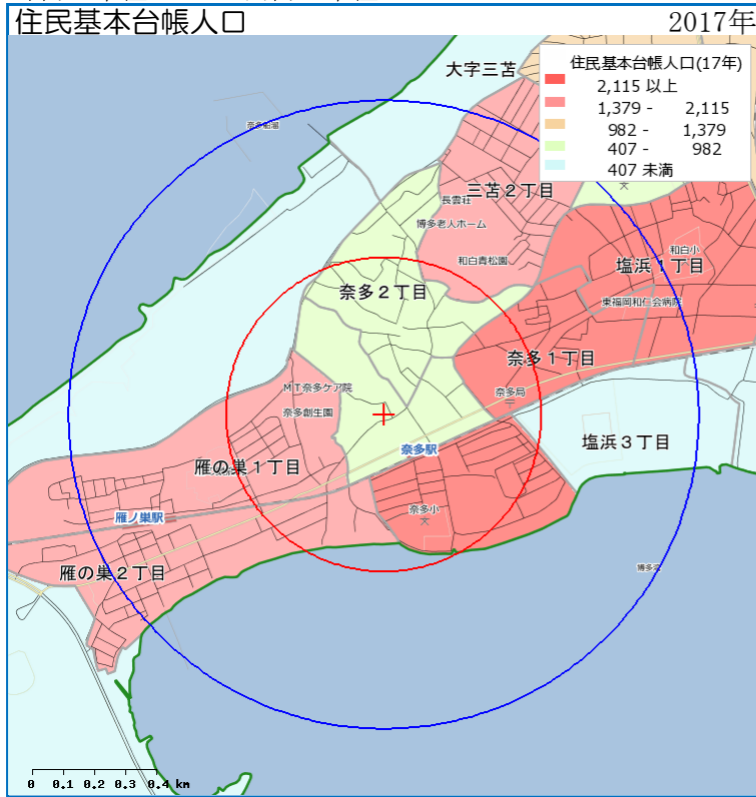 住民基本台帳人口
2017年
住民基本台帳人口(17年)
2,115 以上
1,379 - 2,115
982 - 1,379
407 - 982
407 未満
大字三苫
三苫２丁目
長雲荘
博多老人ホーム
和白青松園
和白小
塩浜１丁目
東福岡和仁会病院
奈多２丁目
奈多１丁目
奈多局
ＭＴ奈多ケア院
奈多創生園
奈多駅
塩浜３丁目
雁の巣１丁目
奈多小
雁ノ巣駅
雁の巣２丁目
0 0.1 0.2 0.3 0.4 km